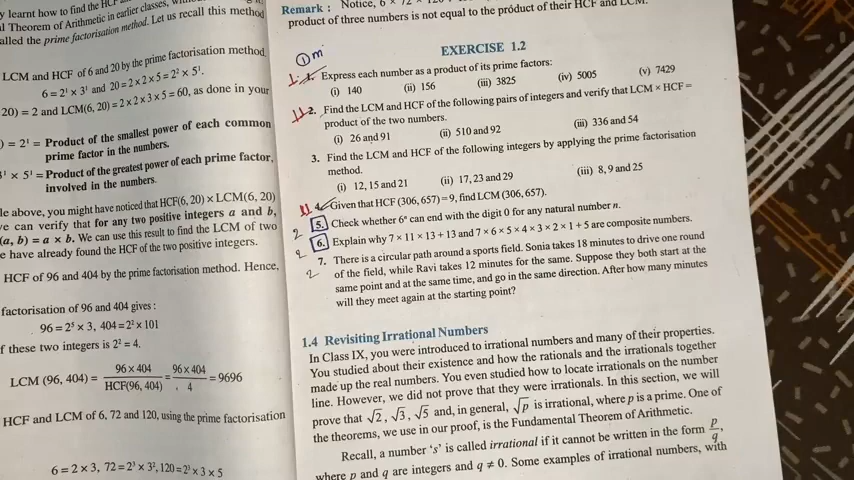 y learnt how to find the HCF
l Theorem of Arithmetic in earlier classes,
alled the prime factorisation method. Let us recall this method
LCM and HCF of 6 and 20 by the prime factorisation method.
6 = 2¹ × 3¹ and 20 = 2 × 2 × 5 = 2² × 5¹.
20) = 2 and LCM(6, 20) = 2 × 2 × 3 × 5 = 60, as done in your
) = 2¹ = Product of the smallest power of each common
prime factor in the numbers.
¹ × 5¹ = Product of the greatest power of each prime factor,
involved in the numbers.
le above, you might have noticed that HCF(6, 20) × LCM(6, 20)
e can verify that for any two positive integers a and b,
(a, b) = a × b. We can use this result to find the LCM of two
e have already found the HCF of the two positive integers.
HCF of 96 and 404 by the prime factorisation method. Hence,
factorisation of 96 and 404 gives :
96 = 2⁵ × 3, 404 = 2² × 101
f these two integers is 2² = 4.
LCM (96, 404) = 96 × 404 / HCF(96, 404) = 96 × 404 / 4 = 9696
HCF and LCM of 6, 72 and 120, using the prime factorisation
6 = 2 × 3, 72 = 2³ × 3², 120 = 2³ × 3 × 5
Remark : Notice, 6 × 72 × 120
product of three numbers is not equal to the product of their HCF and LCM.
1 m
EXERCISE 1.2
1. Express each number as a product of its prime factors:
(i) 140 (ii) 156 (iii) 3825 (iv) 5005 (v) 7429
2. Find the LCM and HCF of the following pairs of integers and verify that LCM × HCF =
product of the two numbers.
(i) 26 and 91 (ii) 510 and 92 (iii) 336 and 54
3. Find the LCM and HCF of the following integers by applying the prime factorisation
method.
(i) 12, 15 and 21 (ii) 17, 23 and 29 (iii) 8, 9 and 25
4. Given that HCF (306, 657) = 9, find LCM (306, 657).
2 5. Check whether 6ⁿ can end with the digit 0 for any natural number n.
2 6. Explain why 7 × 11 × 13 + 13 and 7 × 6 × 5 × 4 × 3 × 2 × 1 + 5 are composite numbers.
2 7. There is a circular path around a sports field. Sonia takes 18 minutes to drive one round
of the field, while Ravi takes 12 minutes for the same. Suppose they both start at the
same point and at the same time, and go in the same direction. After how many minutes
will they meet again at the starting point?
1.4 Revisiting Irrational Numbers
In Class IX, you were introduced to irrational numbers and many of their properties.
You studied about their existence and how the rationals and the irrationals together
made up the real numbers. You even studied how to locate irrationals on the number
line. However, we did not prove that they were irrationals. In this section, we will
prove that √2, √3, √5 and, in general, √p is irrational, where p is a prime. One of
the theorems, we use in our proof, is the Fundamental Theorem of Arithmetic.
Recall, a number ‘s’ is called irrational if it cannot be written in the form p/q,
where p and q are integers and q ≠ 0. Some examples of irrational numbers, with